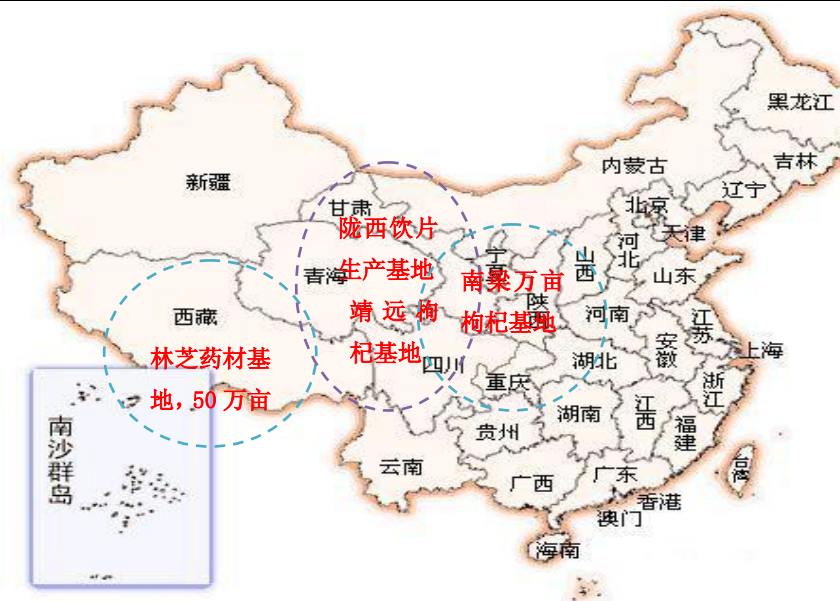 黑龙江
吉林
辽宁
内蒙古
新疆
北京
天津
甘肃
河北
山西
宁夏
山东
青海
陕西
河南
西藏
江苏
安徽
上海
四川
重庆
湖北
浙江
湖南
江西
贵州
福建
云南
广西
广东
台湾
香港
澳门
海南
南沙群岛
陇西饮片
生产基地
靖远枸
杞基地
南梁万亩
枸杞基地
林芝药材基
地，50万亩